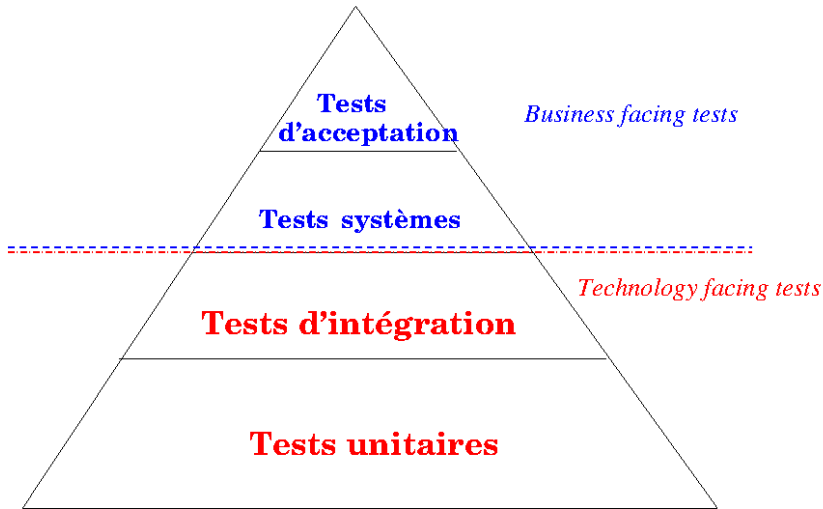 Tests
d'acceptation
Business facing tests
Tests systèmes
Technology facing tests
Tests d'intégration
Tests unitaires